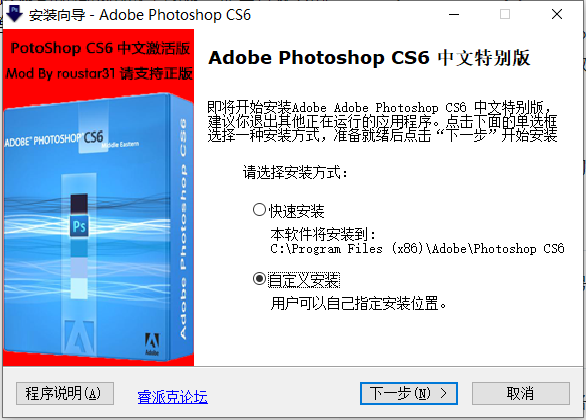 安装向导 - Adobe Photoshop CS6
PotoShop CS6 中文激活版
Mod By roustar31 请支持正版
ADOBE® PHOTOSHOP® CS6
Middle Eastern
Adobe Photoshop CS6
Ps
Adobe
Adobe Photoshop CS6 中文特别版
即将开始安装Adobe Adobe Photoshop CS6 中文特别版，
建议你退出其他正在运行的应用程序。点击下面的单选框
选择一种安装方式，准备就绪后点击“下一步”开始安装
请选择安装方式：
快速安装
本软件将安装到：
C:\Program Files (x86)\Adobe\Photoshop CS6
自定义安装
用户可以自己指定安装位置。
程序说明(A)
睿派克论坛
下一步(N) >
取消